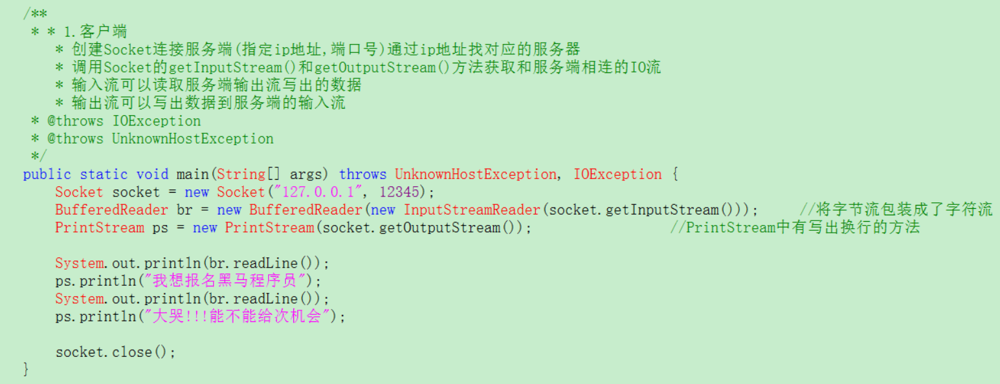 /**
 * * 1.客户端
    * 创建Socket连接服务端(指定ip地址,端口号)通过ip地址找对应的服务器
    * 调用Socket的getInputStream()和getOutputStream()方法获取和服务端相连的IO流
    * 输入流可以读取服务端输出流写出的数据
    * 输出流可以写出数据到服务端的输入流
 * @throws IOException
 * @throws UnknownHostException
 */
public static void main(String[] args) throws UnknownHostException, IOException {
    Socket socket = new Socket("127.0.0.1", 12345);
    BufferedReader br = new BufferedReader(new InputStreamReader(socket.getInputStream()));     //将字节流包装成了字符流
    PrintStream ps = new PrintStream(socket.getOutputStream());                 //PrintStream中有写出换行的方法

    System.out.println(br.readLine());
    ps.println("我想报名黑马程序员");
    System.out.println(br.readLine());
    ps.println("大哭!!!能不能给次机会");

    socket.close();
}